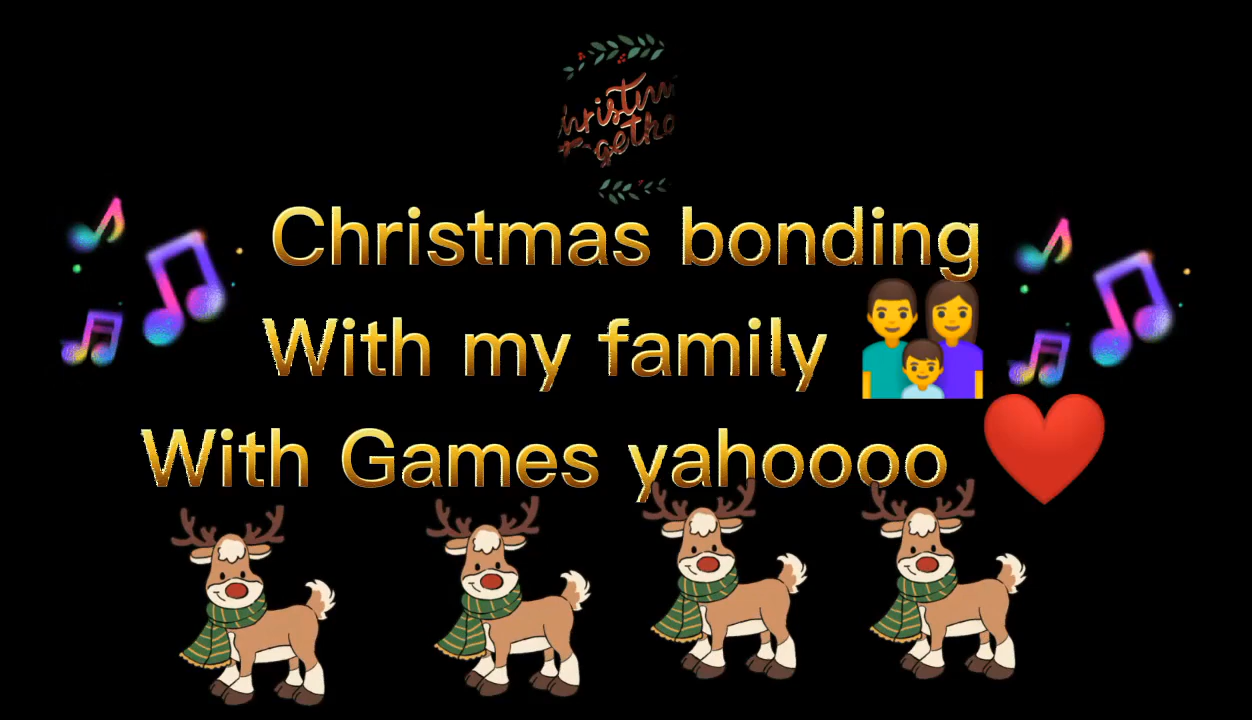 Christmas bonding
With my family 👨‍👩‍👦
With Games yahoooo ❤️